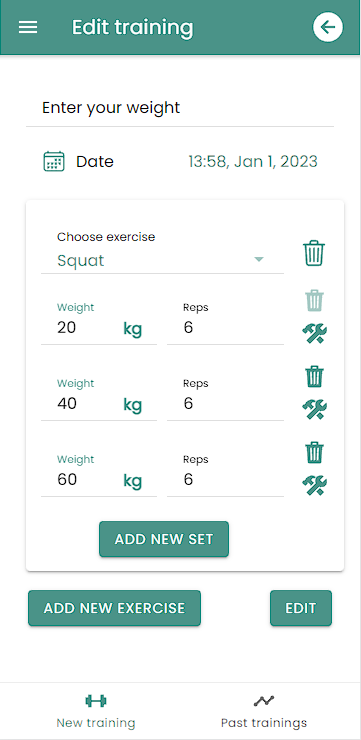 Edit training
Enter your weight
Date 13:58, Jan 1, 2023
Choose exercise
Squat
Weight Reps
20 kg 6
Weight Reps
40 kg 6
Weight Reps
60 kg 6
ADD NEW SET
ADD NEW EXERCISE EDIT
New training Past trainings